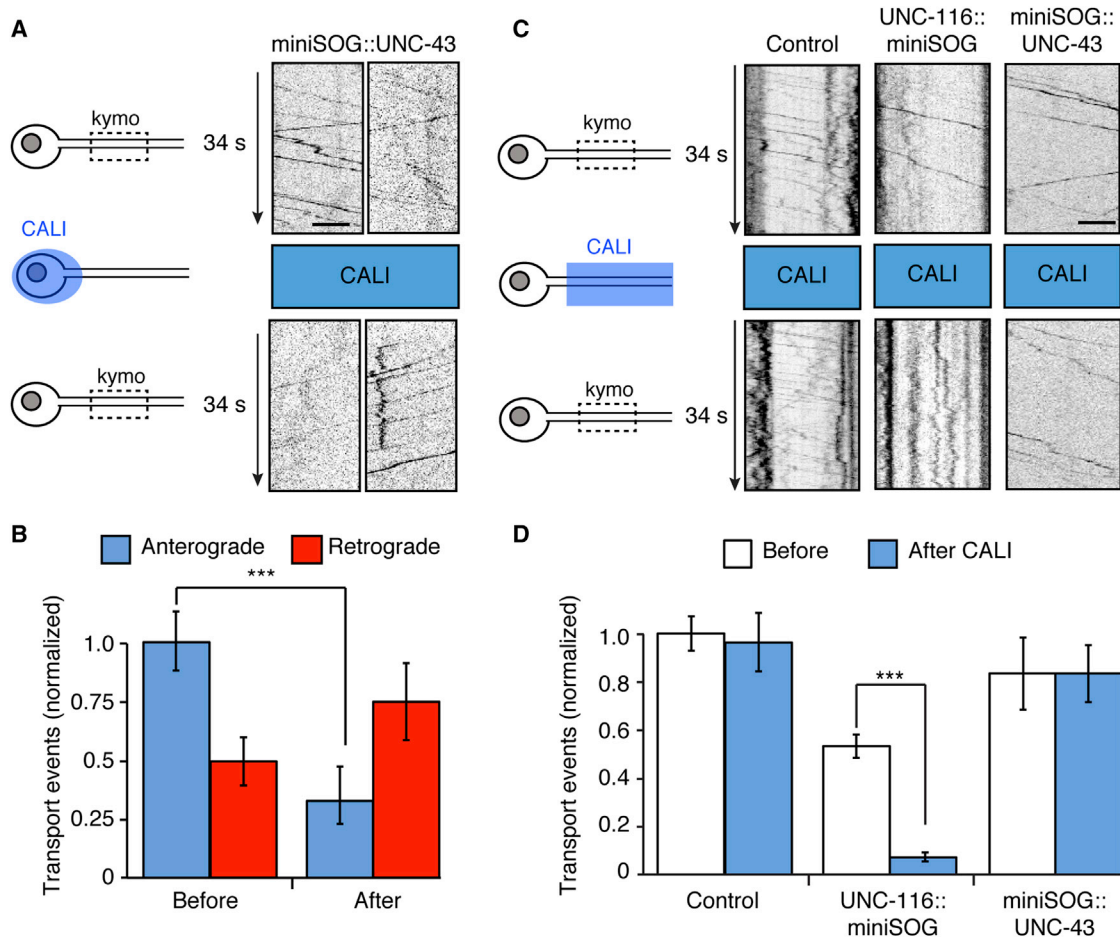 A
miniSOG::UNC-43
kymo
34 s
CALI
CALI
kymo
34 s
C
Control
UNC-116::
miniSOG
miniSOG::
UNC-43
kymo
34 s
CALI
CALI
CALI
CALI
kymo
34 s
B
Anterograde
Retrograde
***
Transport events (normalized)
1.0
0.75
0.5
0.25
0
Before
After
D
Before
After CALI
***
Transport events (normalized)
1.0
0.8
0.6
0.4
0.2
0
Control
UNC-116::
miniSOG
miniSOG::
UNC-43